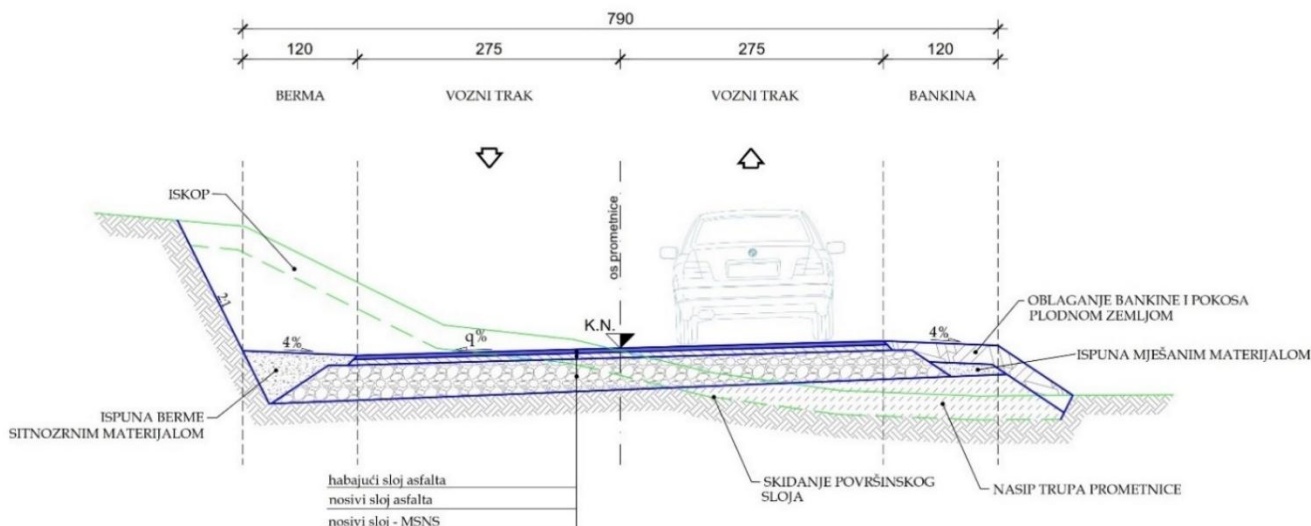 790
120
275
275
120
BERMA
VOZNI TRAK
VOZNI TRAK
BANKINA
ISKOP
os prometnice
2:1
K.N.
4%
q%
4%
OBLAGANJE BANKINE I POKOSA
PLODNOM ZEMLJOM
ISPUNA MJEŠANIM MATERIJALOM
ISPUNA BERME
SITNOZRNIM MATERIJALOM
SKIDANJE POVRŠINSKOG
SLOJA
NASIP TRUPA PROMETNICE
habajući sloj asfalta
nosivi sloj asfalta
nosivi sloj - MSNS